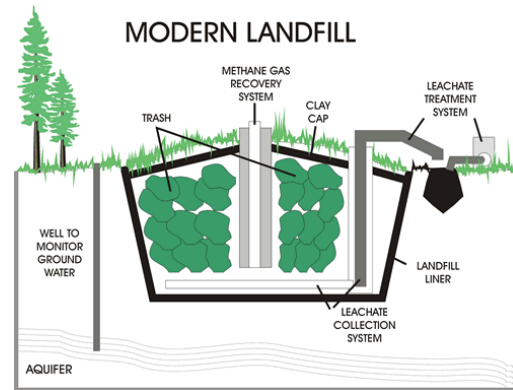 MODERN LANDFILL
METHANE GAS
RECOVERY
SYSTEM
LEACHATE
TREATMENT
SYSTEM
TRASH
CLAY
CAP
WELL TO
MONITOR
GROUND
WATER
LANDFILL
LINER
LEACHATE
COLLECTION
SYSTEM
AQUIFER